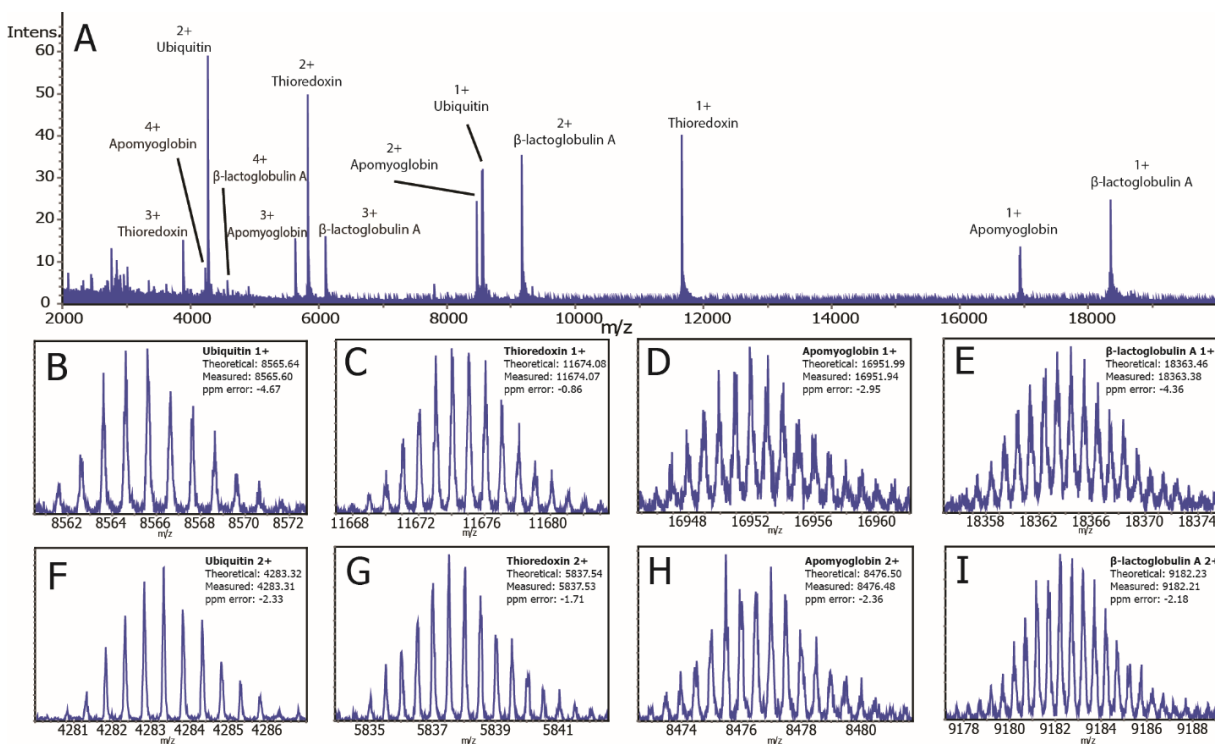 Intens.
A
60
50
40
30
20
10
0
2+
Ubiquitin
2+
Thioredoxin
1+
Ubiquitin
1+
Thioredoxin
2+
β-lactoglobulin A
4+
Apomyoglobin
2+
Apomyoglobin
4+
β-lactoglobulin A
1+
β-lactoglobulin A
3+
Thioredoxin
3+
Apomyoglobin
3+
β-lactoglobulin A
1+
Apomyoglobin
2000 4000 6000 8000 10000 12000 14000 16000 18000
m/z
B
Ubiquitin 1+
Theoretical: 8565.64
Measured: 8565.60
ppm error: -4.67
8562 8564 8566 8568 8570 8572
m/z
C
Thioredoxin 1+
Theoretical: 11674.08
Measured: 11674.07
ppm error: -0.86
11668 11672 11676 11680
m/z
D
Apomyoglobin 1+
Theoretical: 16951.99
Measured: 16951.94
ppm error: -2.95
16948 16952 16956 16960
m/z
E
β-lactoglobulin A 1+
Theoretical: 18363.46
Measured: 18363.38
ppm error: -4.36
18358 18362 18366 18370 18374
m/z
F
Ubiquitin 2+
Theoretical: 4283.32
Measured: 4283.31
ppm error: -2.33
4281 4282 4283 4284 4285 4286
m/z
G
Thioredoxin 2+
Theoretical: 5837.54
Measured: 5837.53
ppm error: -1.71
5835 5837 5839 5841
m/z
H
Apomyoglobin 2+
Theoretical: 8476.50
Measured: 8476.48
ppm error: -2.36
8474 8476 8478 8480
m/z
I
β-lactoglobulin A 2+
Theoretical: 9182.23
Measured: 9182.21
ppm error: -2.18
9178 9180 9182 9184 9186 9188
m/z